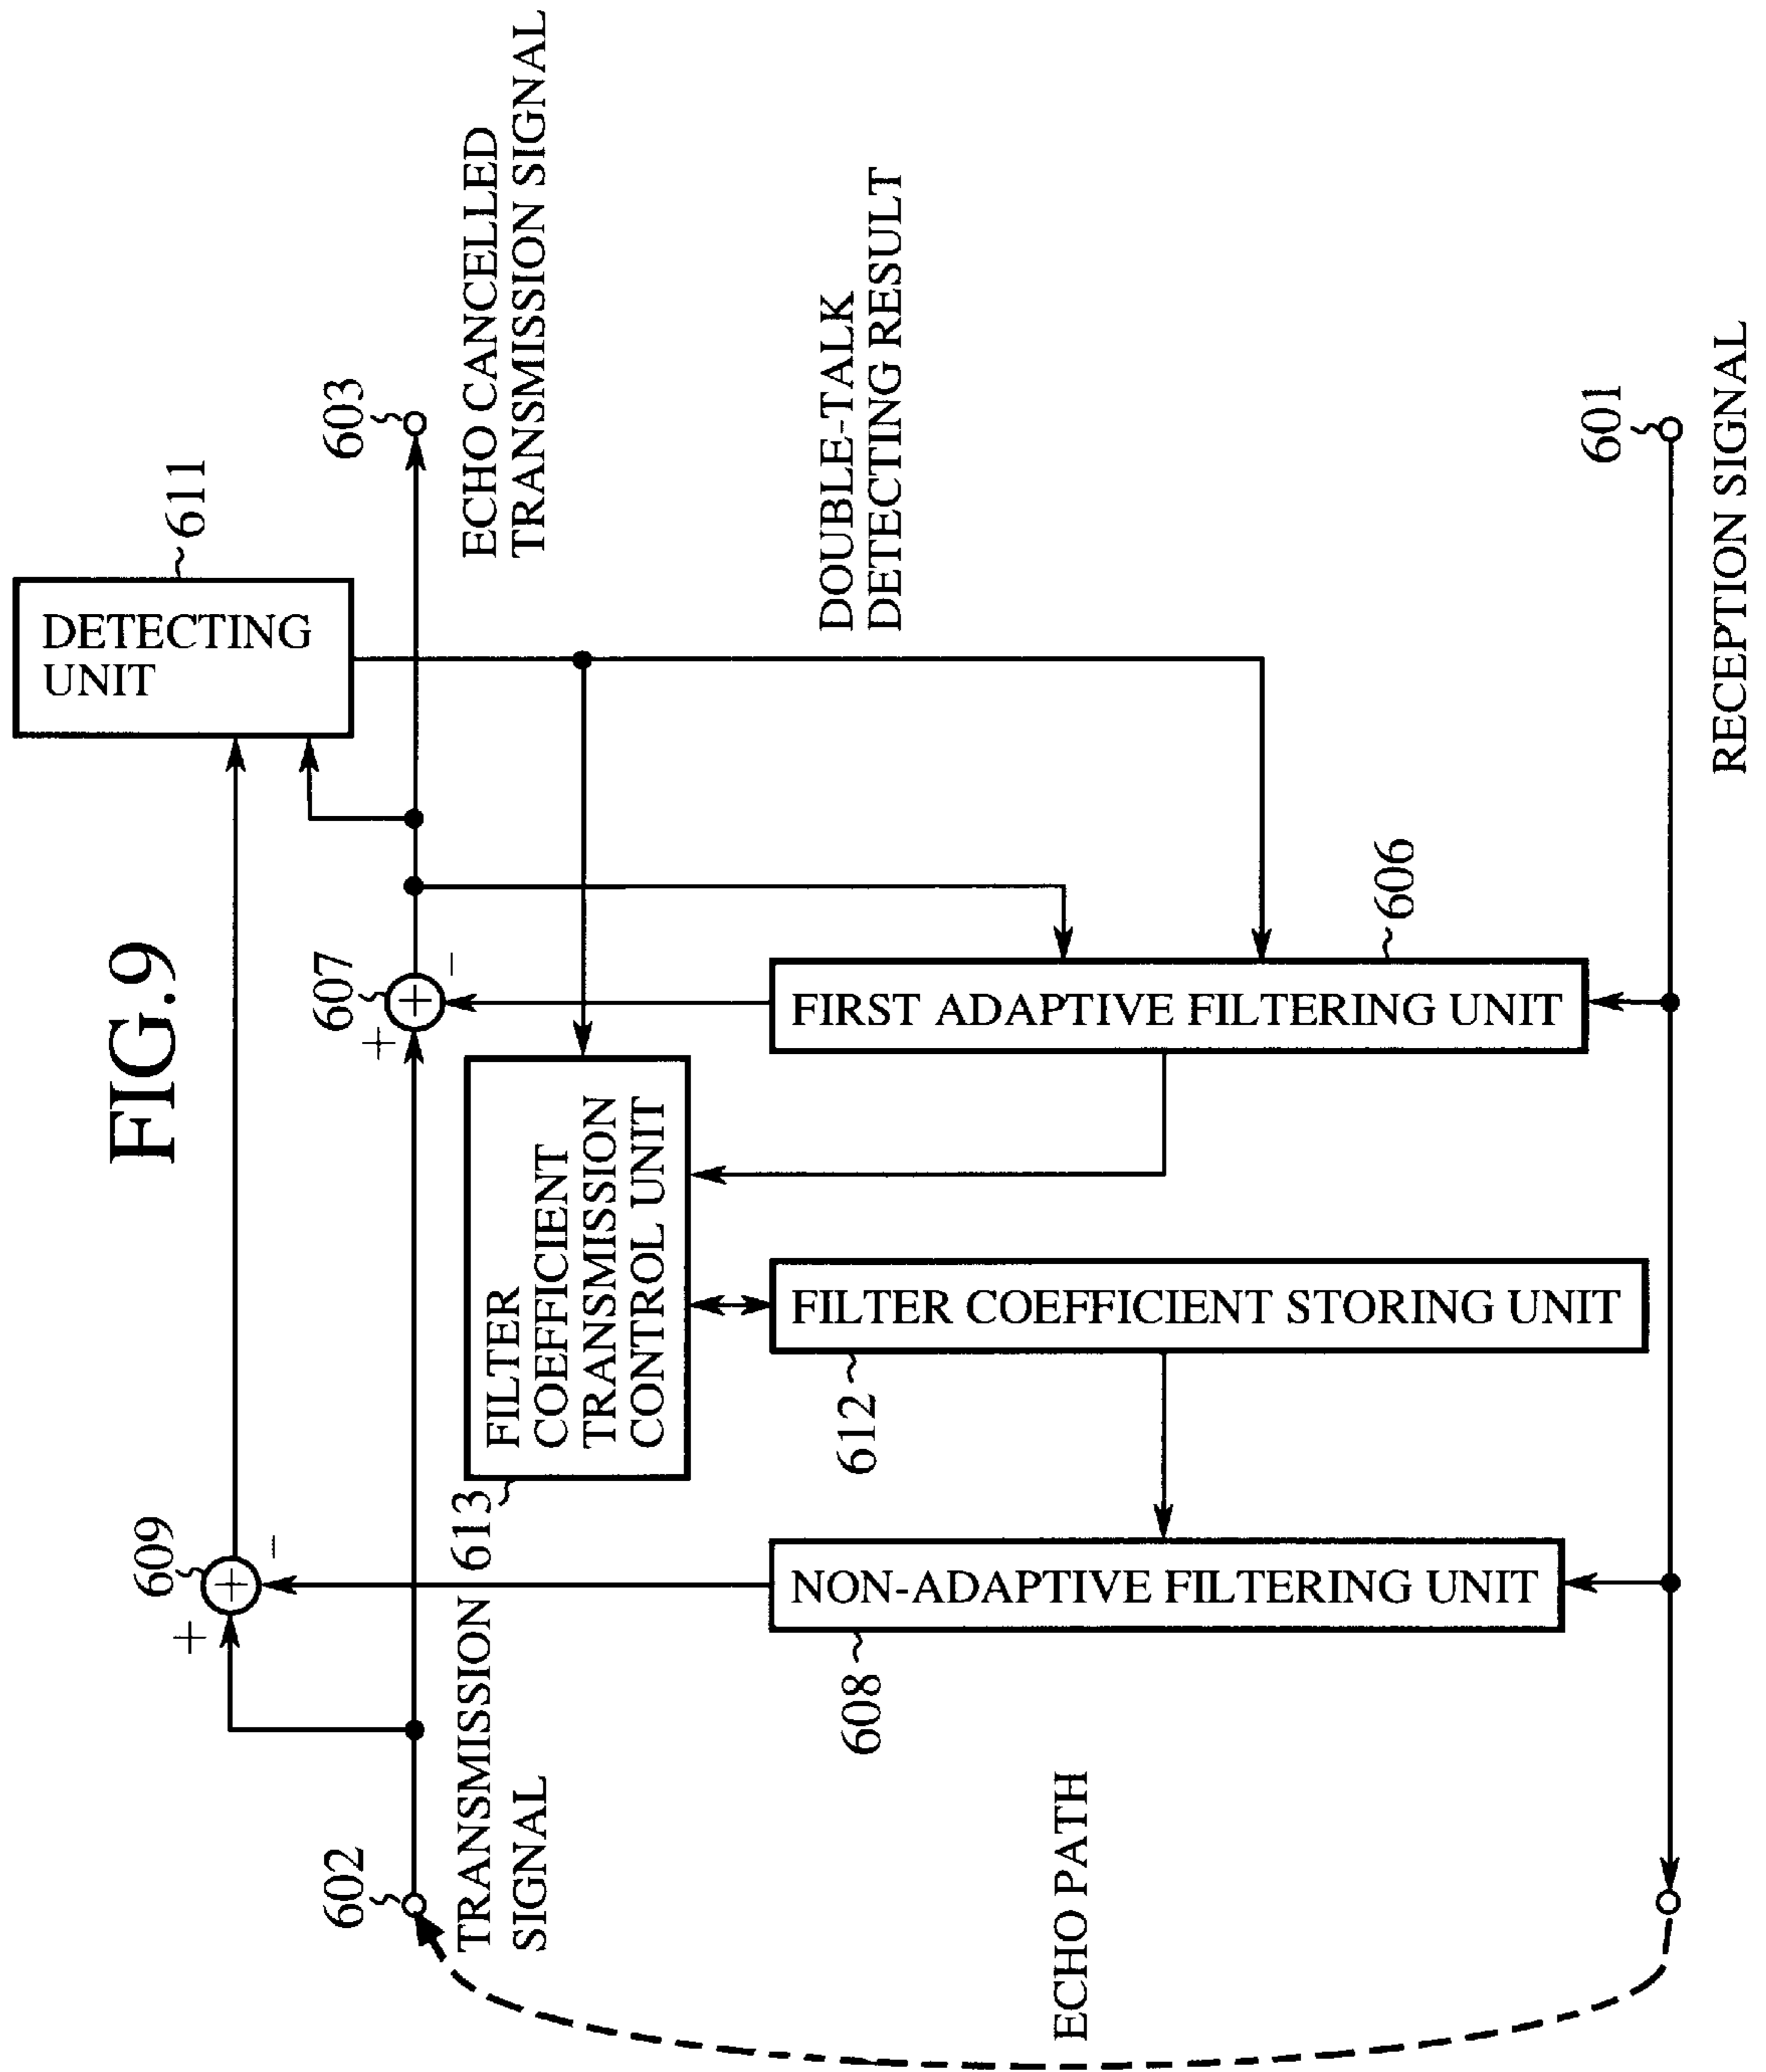 FIG.9
609
+
−
611
DETECTING
UNIT
602
TRANSMISSION
SIGNAL
607
+
−
603
ECHO CANCELLED
TRANSMISSION SIGNAL
613
FILTER
COEFFICIENT
TRANSMISSION
CONTROL UNIT
DOUBLE-TALK
DETECTING RESULT
608
NON-ADAPTIVE FILTERING UNIT
612
FILTER COEFFICIENT STORING UNIT
606
FIRST ADAPTIVE FILTERING UNIT
ECHO PATH
601
RECEPTION SIGNAL